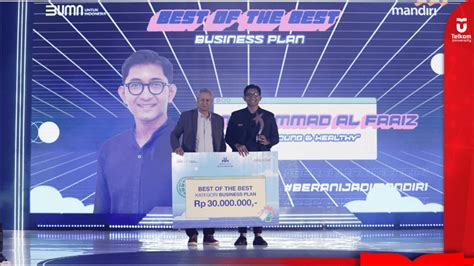 BUMN UNTUK INDONESIA
mandiri
Telkom
University
BEST OF THE BEST
BUSINESS PLAN
MMAD AL FARIZ
OUNG & HEALTHY"
#BERANIJADIMANDIRI
BEST OF THE BEST
KATEGORI BUSINESS PLAN
Rp 30.000.000,-